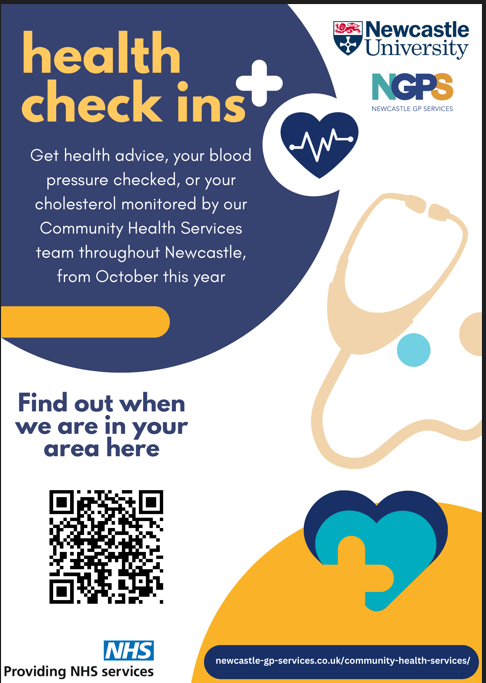 health
check ins
Newcastle
University
NGPS
NEWCASTLE GP SERVICES
Get health advice, your blood
pressure checked, or your
cholesterol monitored by our
Community Health Services
team throughout Newcastle,
from October this year
Find out when
we are in your
area here
NHS
Providing NHS services
newcastle-gp-services.co.uk/community-health-services/